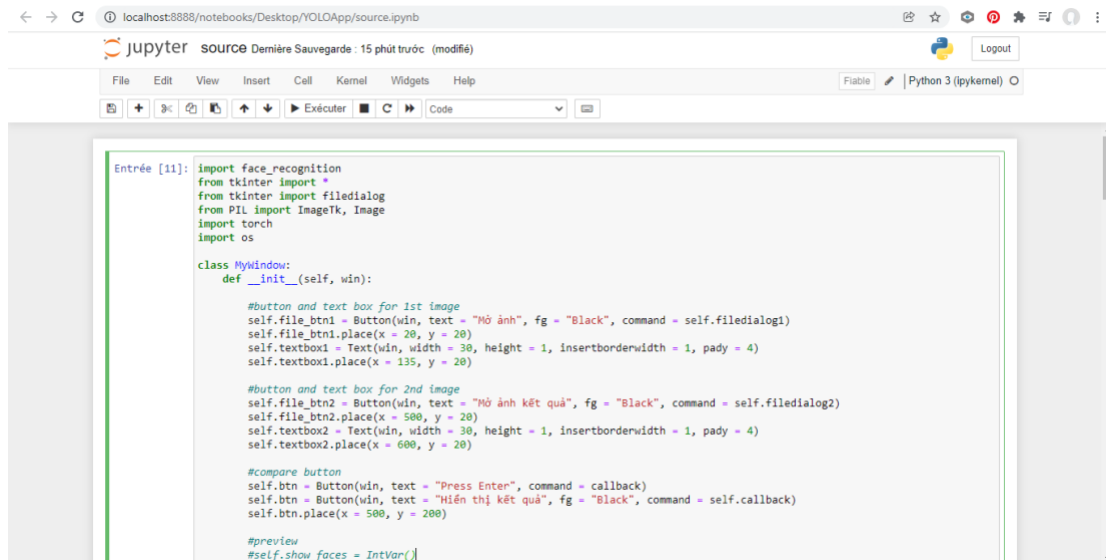 localhost:8888/notebooks/Desktop/YOLOApp/source.ipynb
jupyter source Dernière Sauvegarde : 15 phút trước (modifié)
Logout
File Edit View Insert Cell Kernel Widgets Help
Fiable
Python 3 (ipykernel)
Exécuter
Code
Entrée [11]: import face_recognition
from tkinter import *
from tkinter import filedialog
from PIL import ImageTk, Image
import torch
import os
class MyWindow:
def __init__(self, win):
#button and text box for 1st image
self.file_btn1 = Button(win, text = "Mở ảnh", fg = "Black", command = self.filedialog1)
self.file_btn1.place(x = 20, y = 20)
self.textbox1 = Text(win, width = 30, height = 1, insertborderwidth = 1, pady = 4)
self.textbox1.place(x = 135, y = 20)
#button and text box for 2nd image
self.file_btn2 = Button(win, text = "Mở ảnh kết quả", fg = "Black", command = self.filedialog2)
self.file_btn2.place(x = 500, y = 20)
self.textbox2 = Text(win, width = 30, height = 1, insertborderwidth = 1, pady = 4)
self.textbox2.place(x = 600, y = 20)
#compare button
self.btn = Button(win, text = "Press Enter", command = callback)
self.btn = Button(win, text = "Hiển thị kết quả", fg = "Black", command = self.callback)
self.btn.place(x = 500, y = 200)
#preview
#self.show_faces = IntVar()